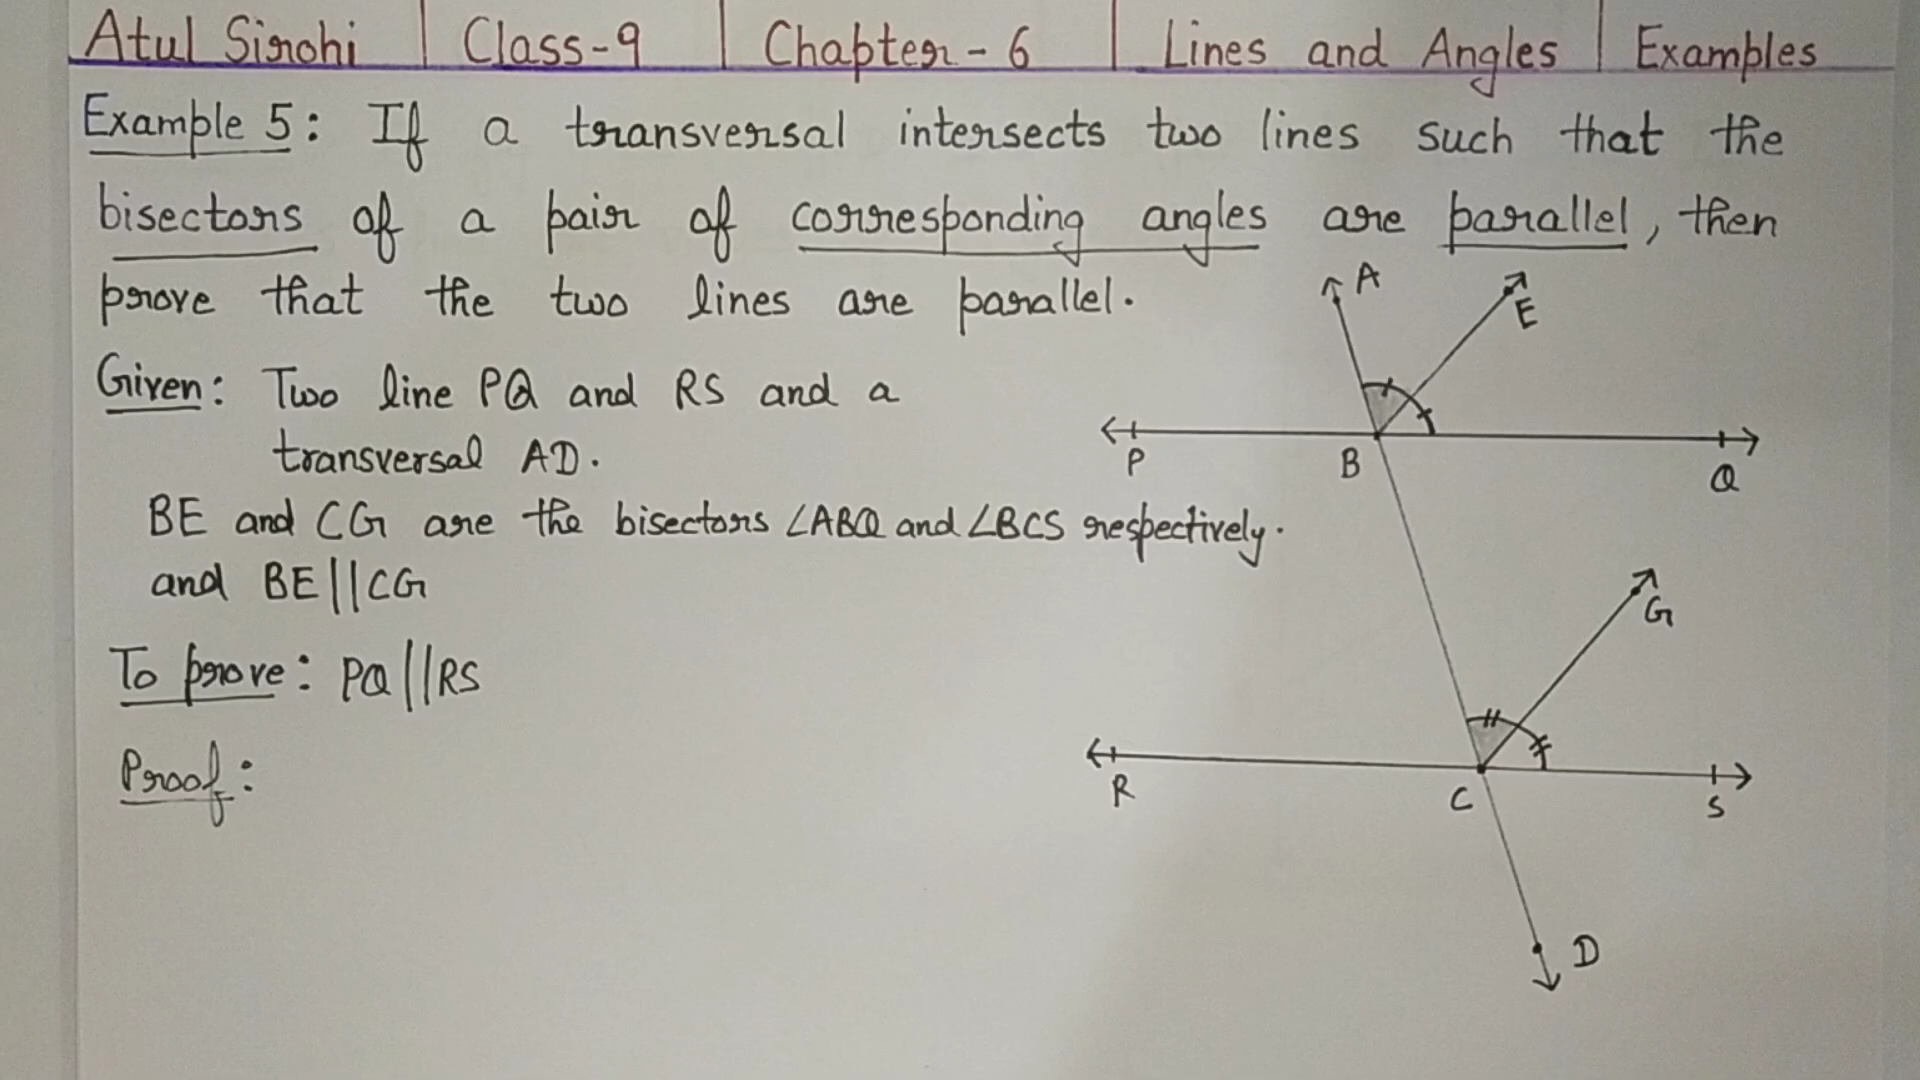 Atul Sirohi | Class-9 | Chapter-6 | Lines and Angles | Examples
Example 5: If a transversal intersects two lines such that the
bisectors of a pair of corresponding angles are parallel, then
prove that the two lines are parallel.
Given: Two line PQ and RS and a
transversal AD.
BE and CG are the bisectors ∠ABQ and ∠BCS respectively.
and BE||CG
To prove: PQ||RS
Proof:
A
E
P
B
Q
G
R
C
S
D